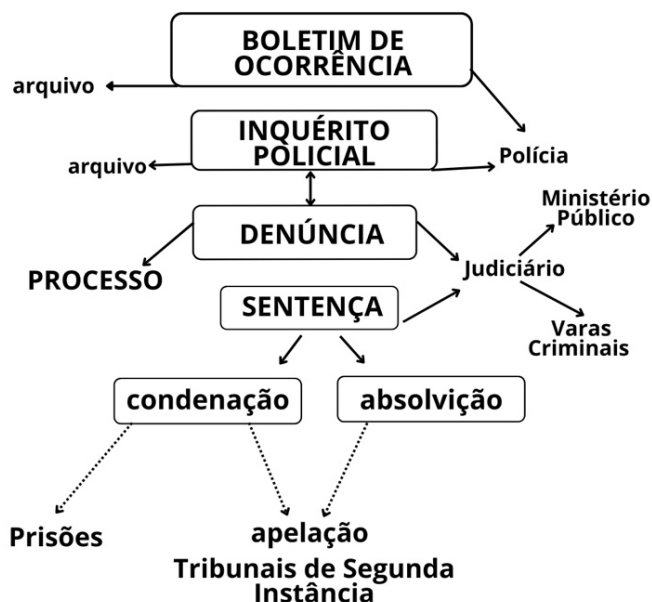 BOLETIM DE
OCORRÊNCIA
arquivo
INQUÉRITO
POLICIAL
arquivo
Polícia
Ministério
Público
DENÚNCIA
PROCESSO
Judiciário
SENTENÇA
Varas
Criminais
condenação
absolvição
Prisões
apelação
Tribunais de Segunda
Instância